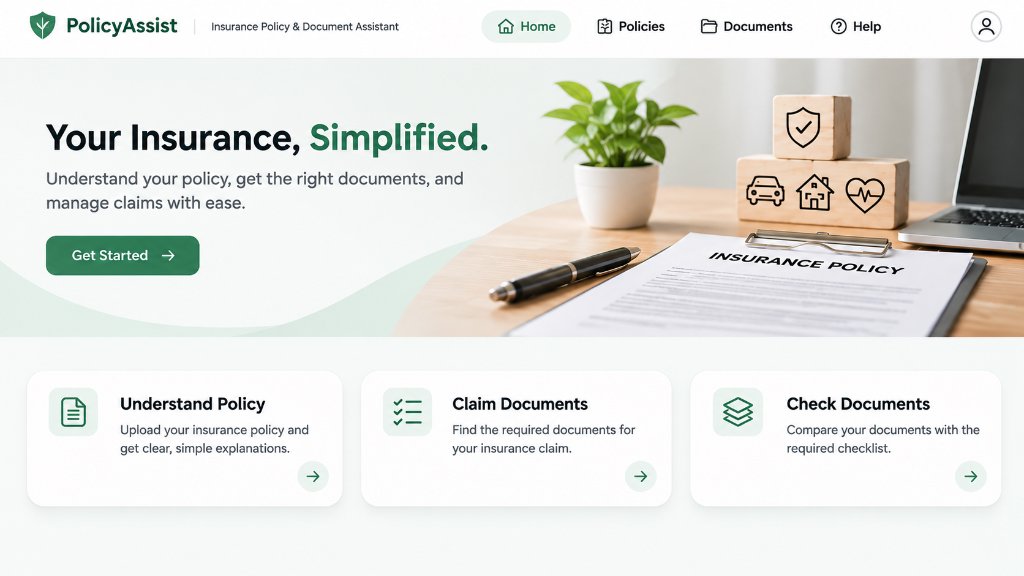 PolicyAssist
Insurance Policy & Document Assistant
Home
Policies
Documents
Help
Your Insurance, Simplified.
Understand your policy, get the right documents, and
manage claims with ease.
Get Started
INSURANCE POLICY
Understand Policy
Upload your insurance policy and
get clear, simple explanations.
Claim Documents
Find the required documents for
your insurance claim.
Check Documents
Compare your documents with the
required checklist.